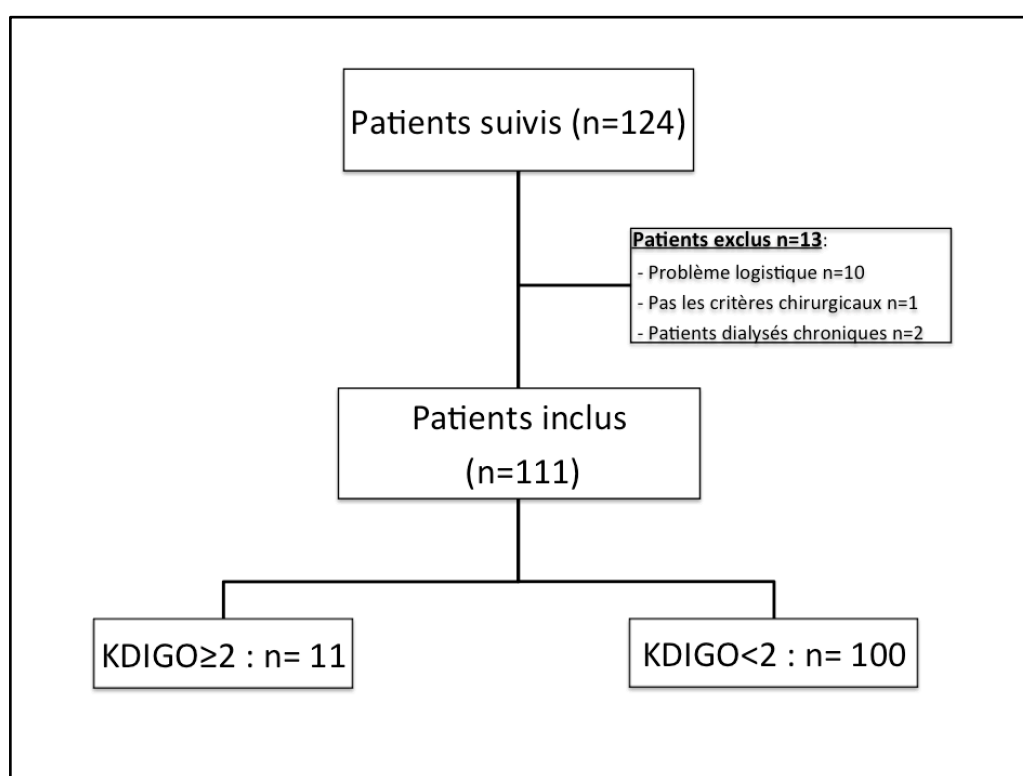 Patients suivis (n=124)
Patients exclus n=13:
- Problème logistique n=10
- Pas les critères chirurgicaux n=1
- Patients dialysés chroniques n=2
Patients inclus
(n=111)
KDIGO≥2 : n= 11
KDIGO<2 : n= 100